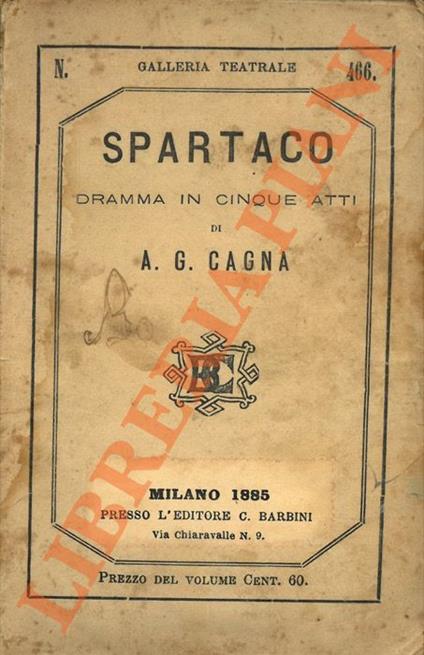 N. GALLERIA TEATRALE 466.
SPARTACO
DRAMMA IN CINQUE ATTI
DI
A. G. CAGNA
MILANO 1885
PRESSO L'EDITORE C. BARBINI
Via Chiaravalle N. 9.
PREZZO DEL VOLUME CENT. 60.
LIBRERIA PIANI